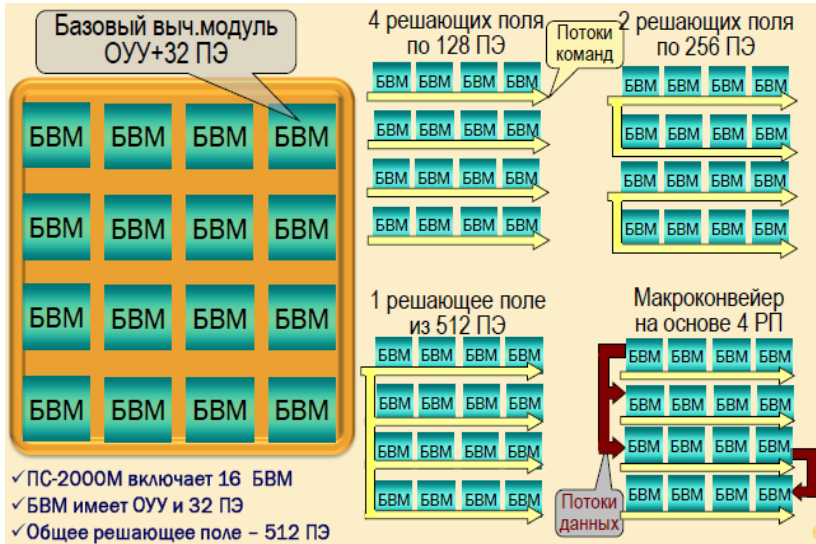 Базовый выч.модуль
ОУУ+32 ПЭ
БВМ БВМ БВМ БВМ
БВМ БВМ БВМ БВМ
БВМ БВМ БВМ БВМ
БВМ БВМ БВМ БВМ
✓ПС-2000М включает 16 БВМ
✓БВМ имеет ОУУ и 32 ПЭ
✓Общее решающее поле – 512 ПЭ
4 решающих поля
по 128 ПЭ
Потоки
команд
БВМ БВМ БВМ БВМ
БВМ БВМ БВМ БВМ
БВМ БВМ БВМ БВМ
БВМ БВМ БВМ БВМ
2 решающих поля
по 256 ПЭ
БВМ БВМ БВМ БВМ
БВМ БВМ БВМ БВМ
БВМ БВМ БВМ БВМ
БВМ БВМ БВМ БВМ
1 решающее поле
из 512 ПЭ
БВМ БВМ БВМ БВМ
БВМ БВМ БВМ БВМ
БВМ БВМ БВМ БВМ
БВМ БВМ БВМ БВМ
Макроконвейер
на основе 4 РП
БВМ БВМ БВМ БВМ
БВМ БВМ БВМ БВМ
БВМ БВМ БВМ БВМ
БВМ БВМ БВМ БВМ
Потоки
данных